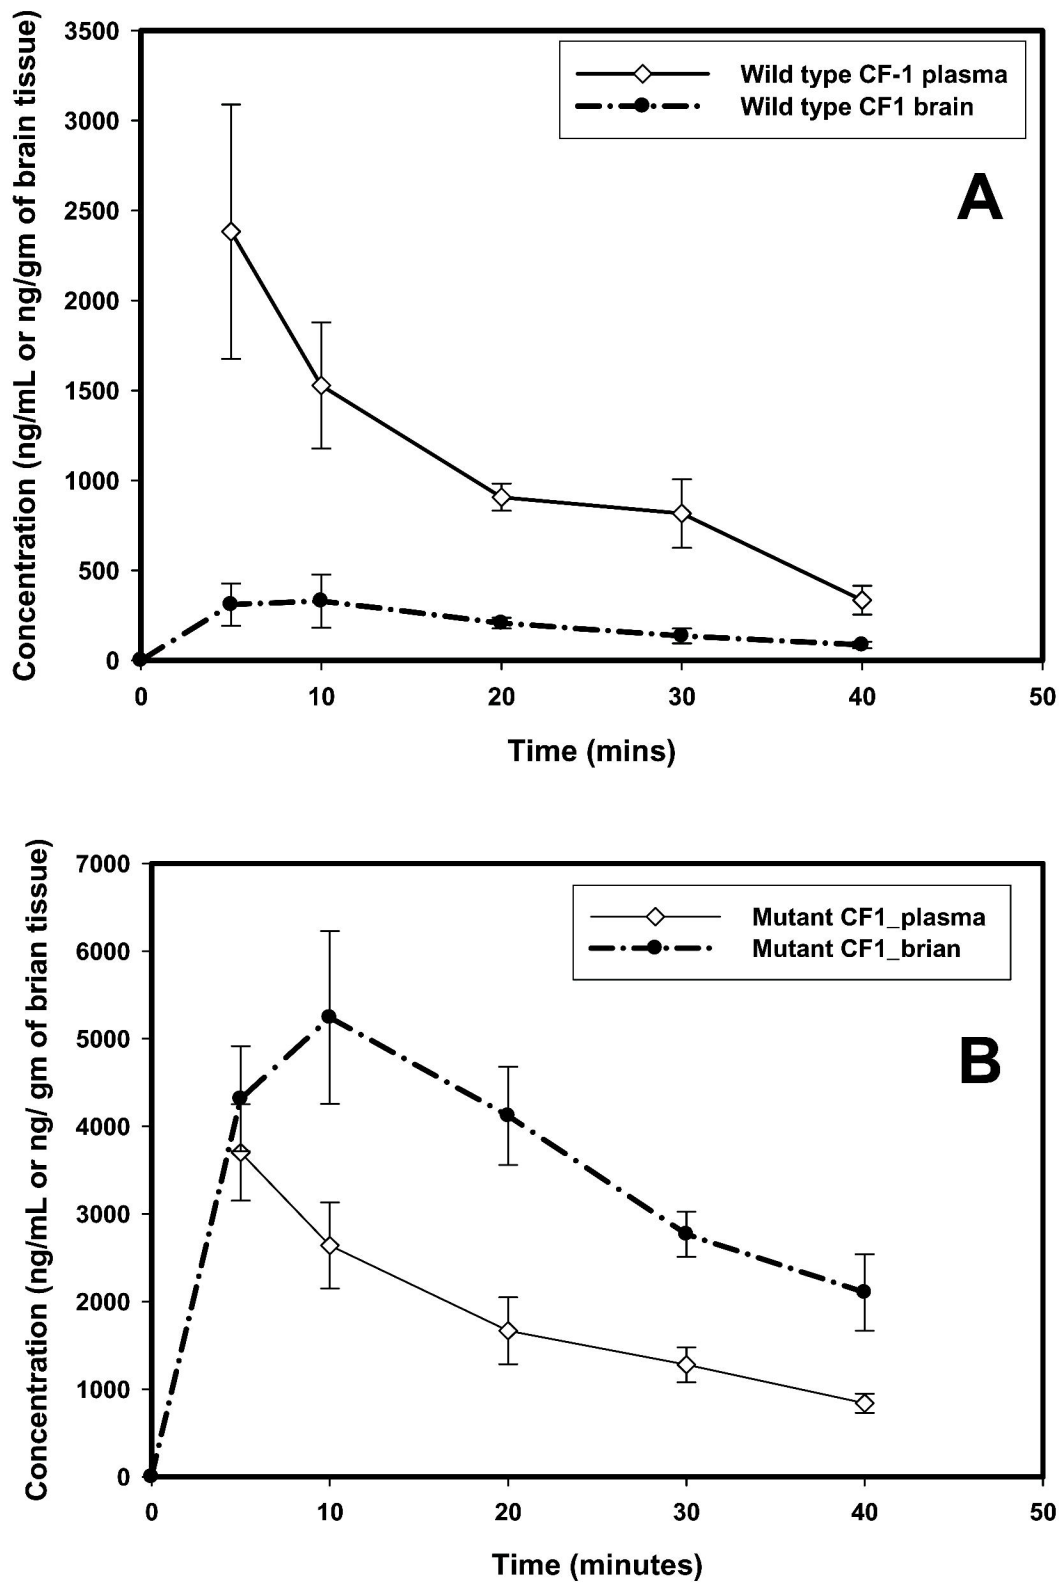 Concentration (ng/mL or ng/gm of brain tissue)
3500
3000
2500
2000
1500
1000
500
0
Wild type CF-1 plasma
Wild type CF1 brain
A
0 10 20 30 40 50
Time (mins)
Concentration (ng/mL or ng/ gm of brian tissue)
7000
6000
5000
4000
3000
2000
1000
0
Mutant CF1_plasma
Mutant CF1_brian
B
0 10 20 30 40 50
Time (minutes)